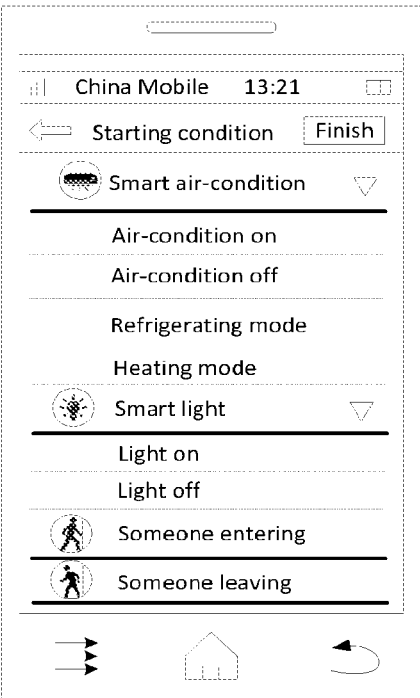 China Mobile 13:21
Starting condition Finish
Smart air-condition
Air-condition on
Air-condition off
Refrigerating mode
Heating mode
Smart light
Light on
Light off
Someone entering
Someone leaving